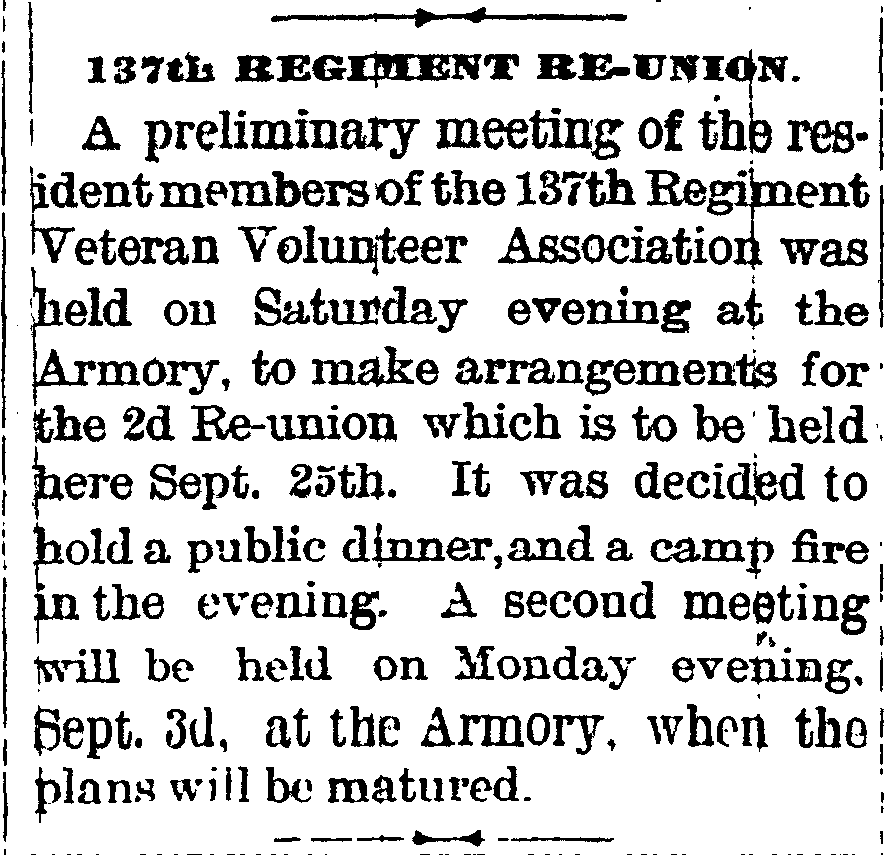 137th REGIMENT RE-UNION.
A preliminary meeting of the res-
ident members of the 137th Regiment
Veteran Volunteer Association was
held on Saturday evening at the
Armory, to make arrangements for
the 2d Re-union which is to be held
here Sept. 25th. It was decided to
hold a public dinner, and a camp fire
in the evening. A second meeting
will be held on Monday evening,
Sept. 3d, at the Armory, when the
plans will be matured.